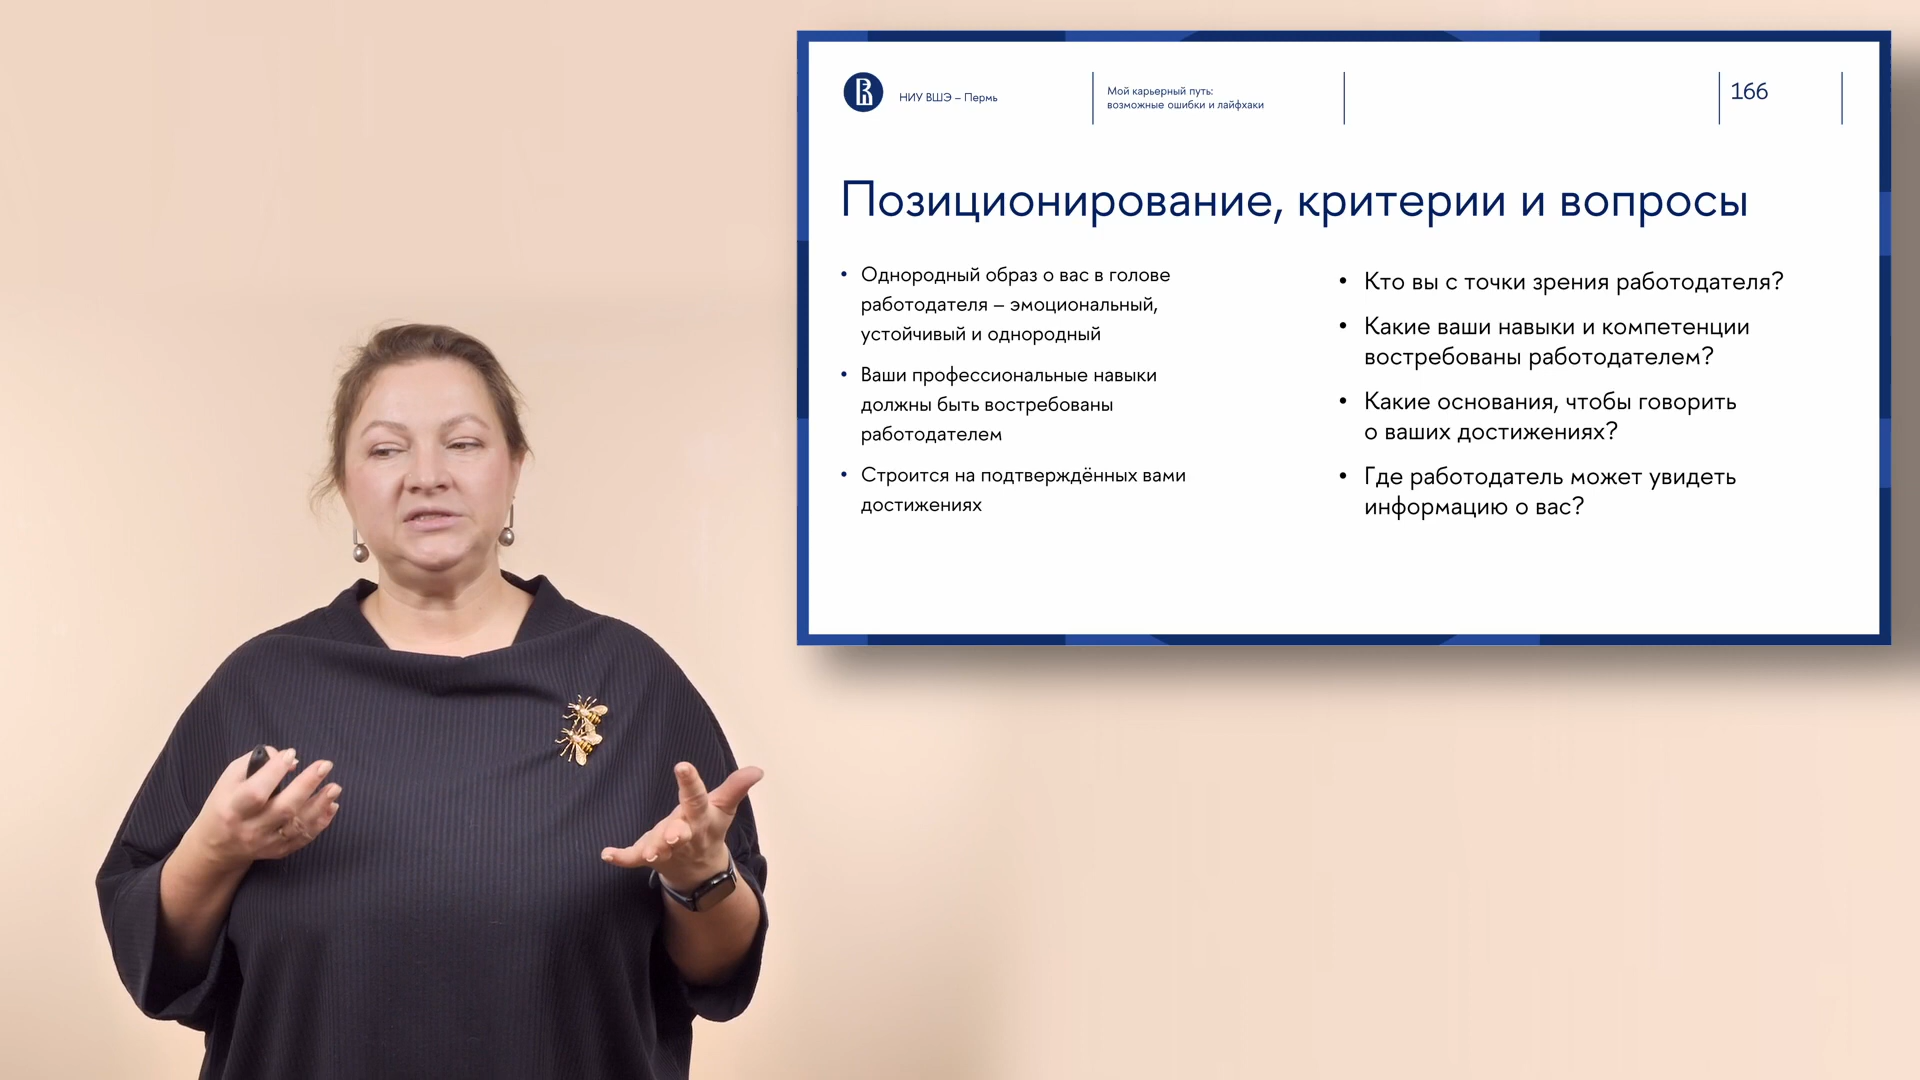 НИУ ВШЭ – Пермь
Мой карьерный путь:
возможные ошибки и лайфхаки
166
Позиционирование, критерии и вопросы
• Однородный образ о вас в голове
работодателя – эмоциональный,
устойчивый и однородный
• Ваши профессиональные навыки
должны быть востребованы
работодателем
• Строится на подтверждённых вами
достижениях
• Кто вы с точки зрения работодателя?
• Какие ваши навыки и компетенции
востребованы работодателем?
• Какие основания, чтобы говорить
о ваших достижениях?
• Где работодатель может увидеть
информацию о вас?